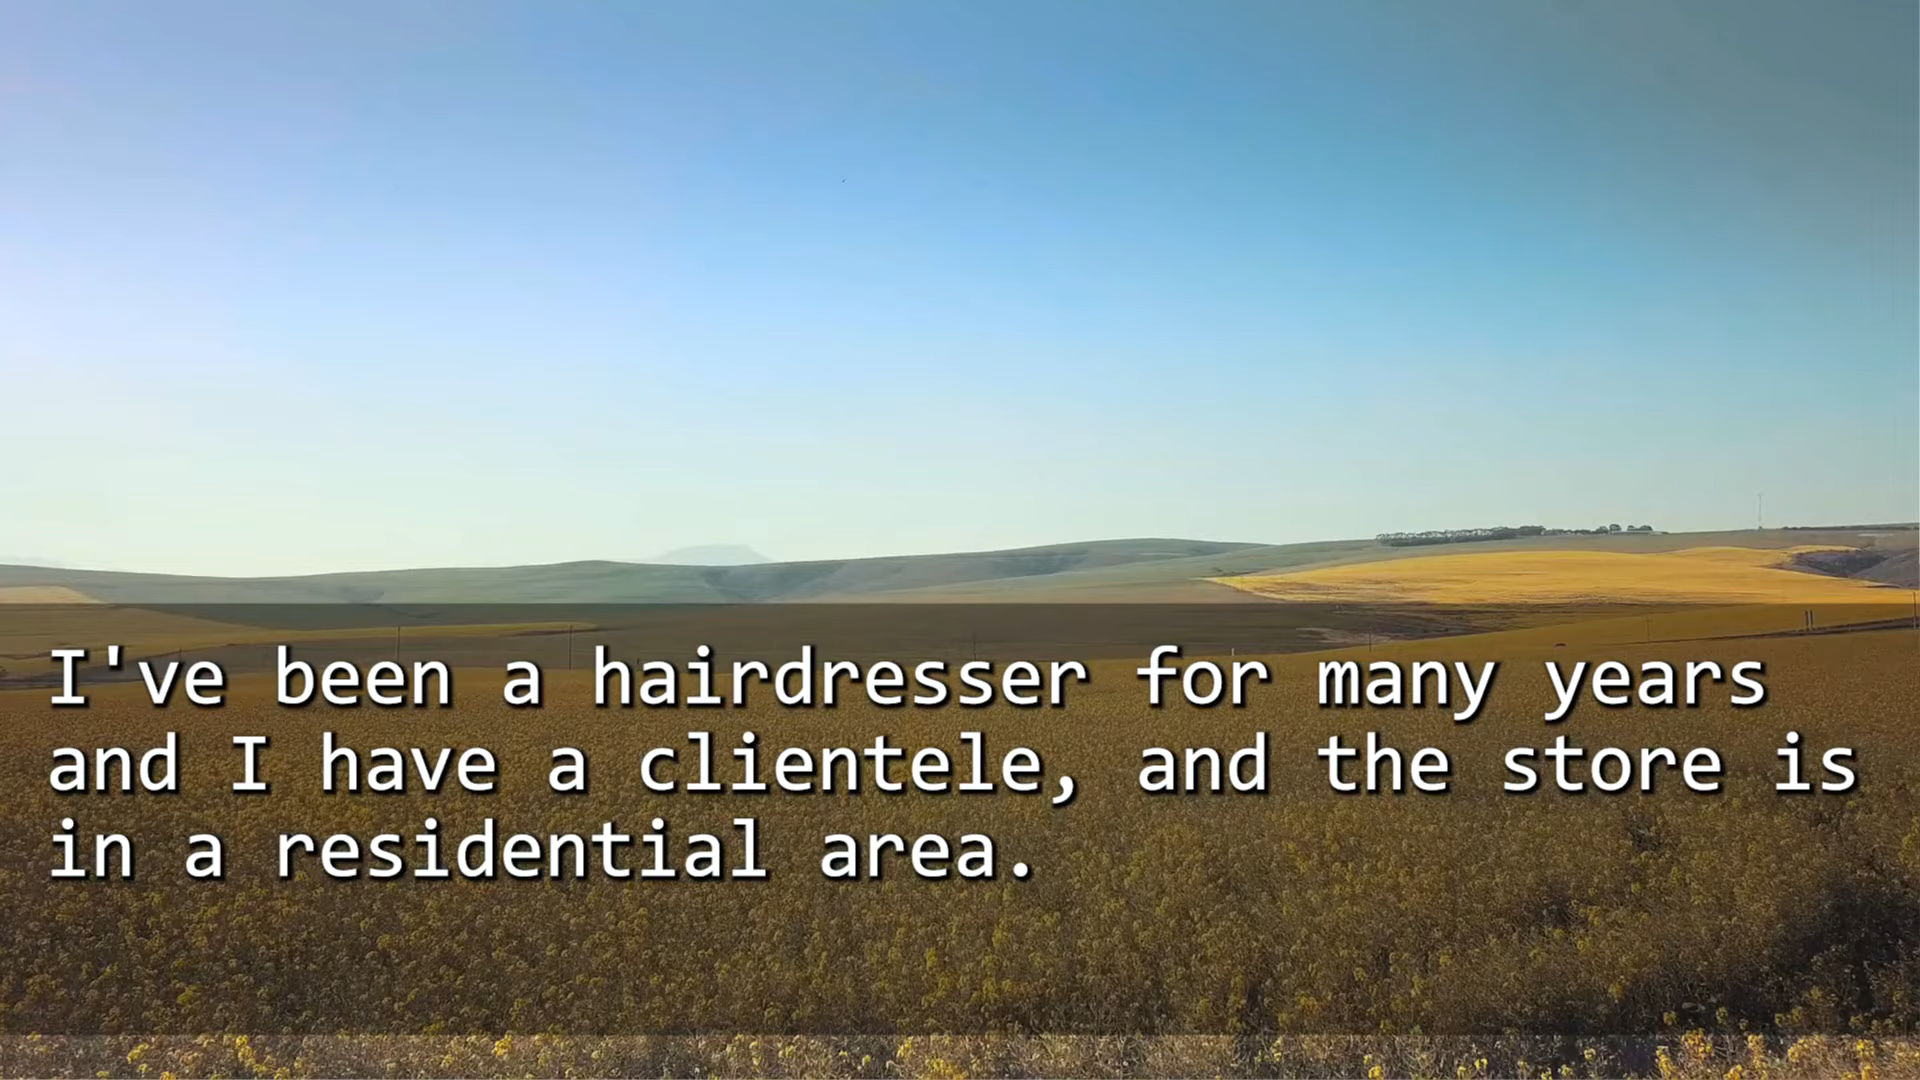 I've been a hairdresser for many years
and I have a clientele, and the store is
in a residential area.